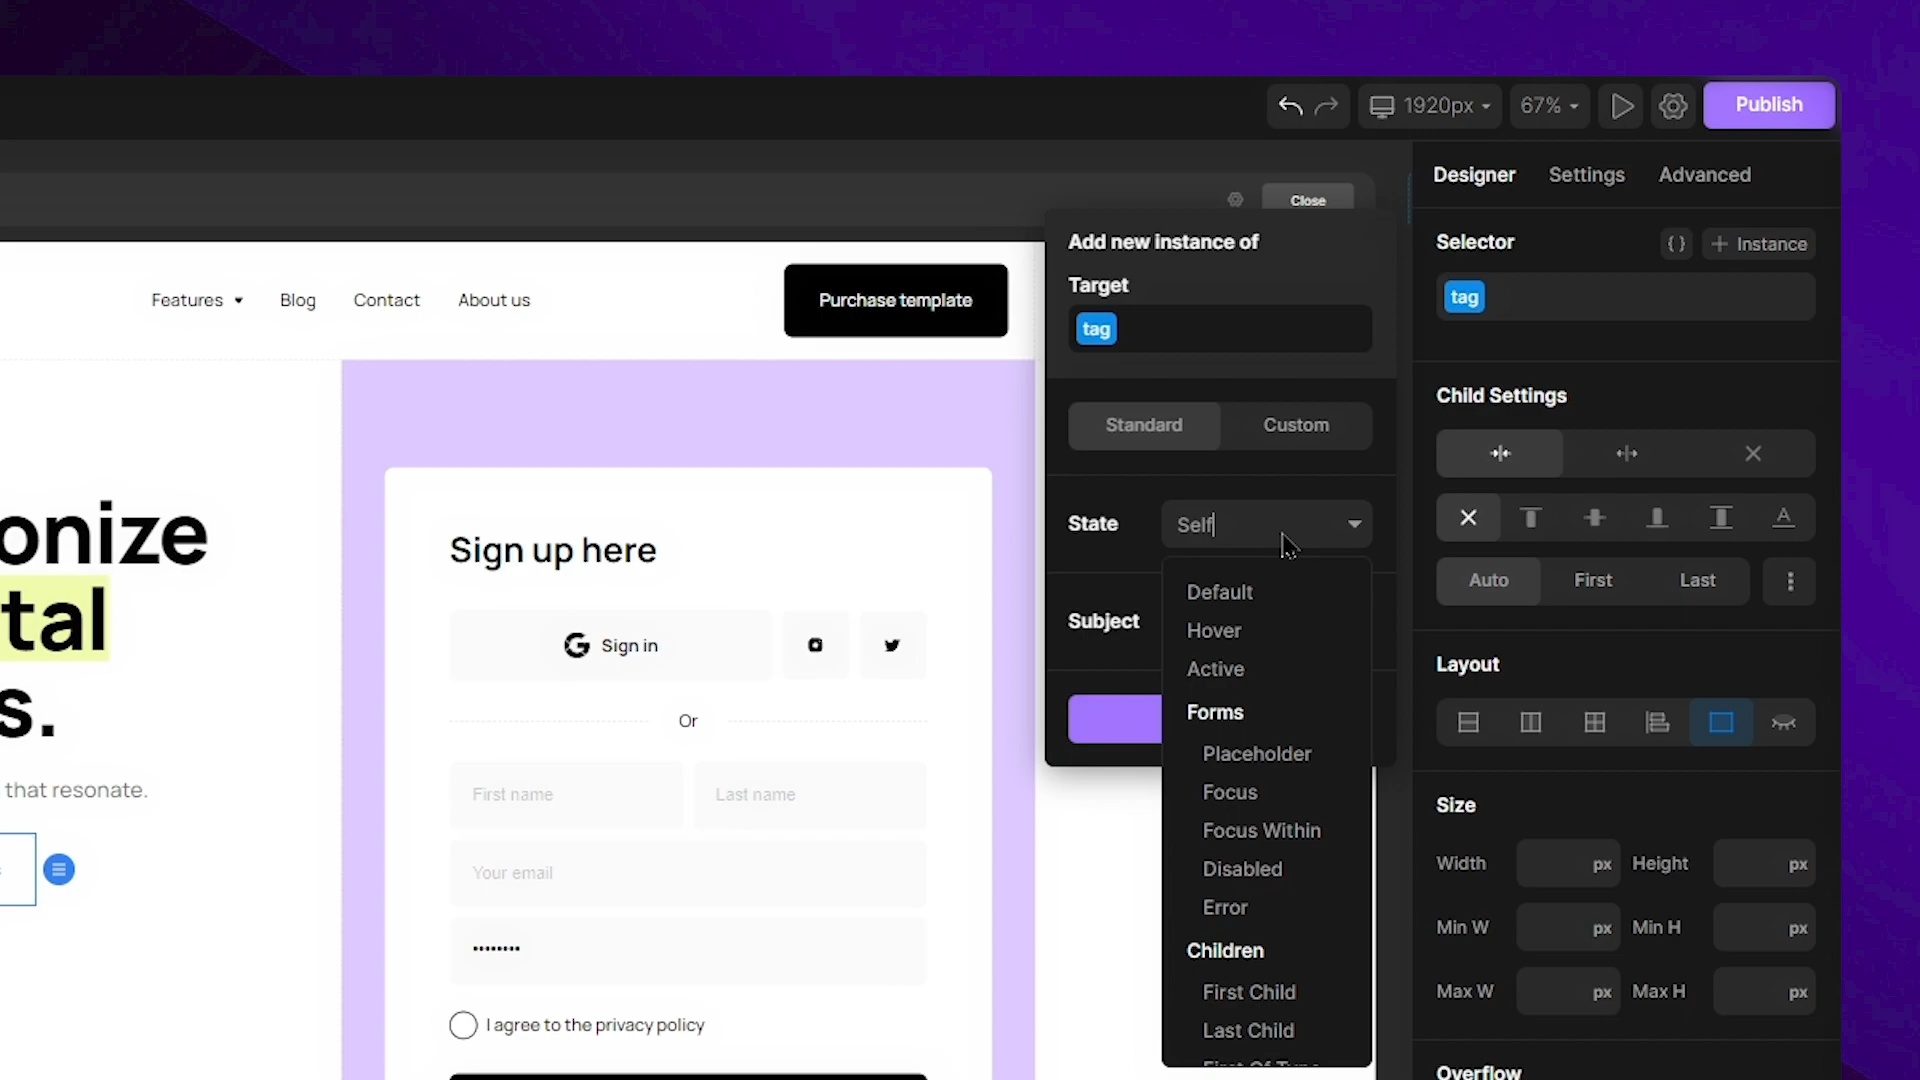 1920px
67%
Publish
Designer
Settings
Advanced
Close
Add new instance of
Selector
{}
Instance
Target
tag
tag
Features
Blog
Contact
About us
Purchase template
Child Settings
Standard
Custom
State
Self
Auto
First
Last
onize
tal
s.
that resonate.
Sign up here
Sign in
Or
First name
Last name
Your email
••••••••
I agree to the privacy policy
Default
Hover
Active
Subject
Forms
Placeholder
Focus
Focus Within
Disabled
Error
Children
First Child
Last Child
First Of Type
Layout
Size
Width
px
Height
px
Min W
px
Min H
px
Max W
px
Max H
px
Overflow